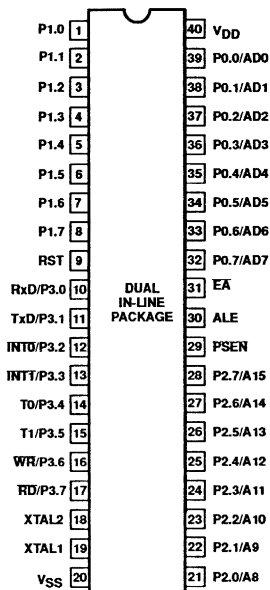 P1.0 1 40 VDD
P1.1 2 39 P0.0/AD0
P1.2 3 38 P0.1/AD1
P1.3 4 37 P0.2/AD2
P1.4 5 36 P0.3/AD3
P1.5 6 35 P0.4/AD4
P1.6 7 34 P0.5/AD5
P1.7 8 33 P0.6/AD6
RST 9 32 P0.7/AD7
RxD/P3.0 10 31 E̅A̅
TxD/P3.1 11 30 ALE
I̅N̅T̅0̅/P3.2 12 29 P̅S̅E̅N̅
I̅N̅T̅1̅/P3.3 13 28 P2.7/A15
T0/P3.4 14 27 P2.6/A14
T1/P3.5 15 26 P2.5/A13
W̅R̅/P3.6 16 25 P2.4/A12
R̅D̅/P3.7 17 24 P2.3/A11
XTAL2 18 23 P2.2/A10
XTAL1 19 22 P2.1/A9
VSS 20 21 P2.0/A8
DUAL
IN-LINE
PACKAGE